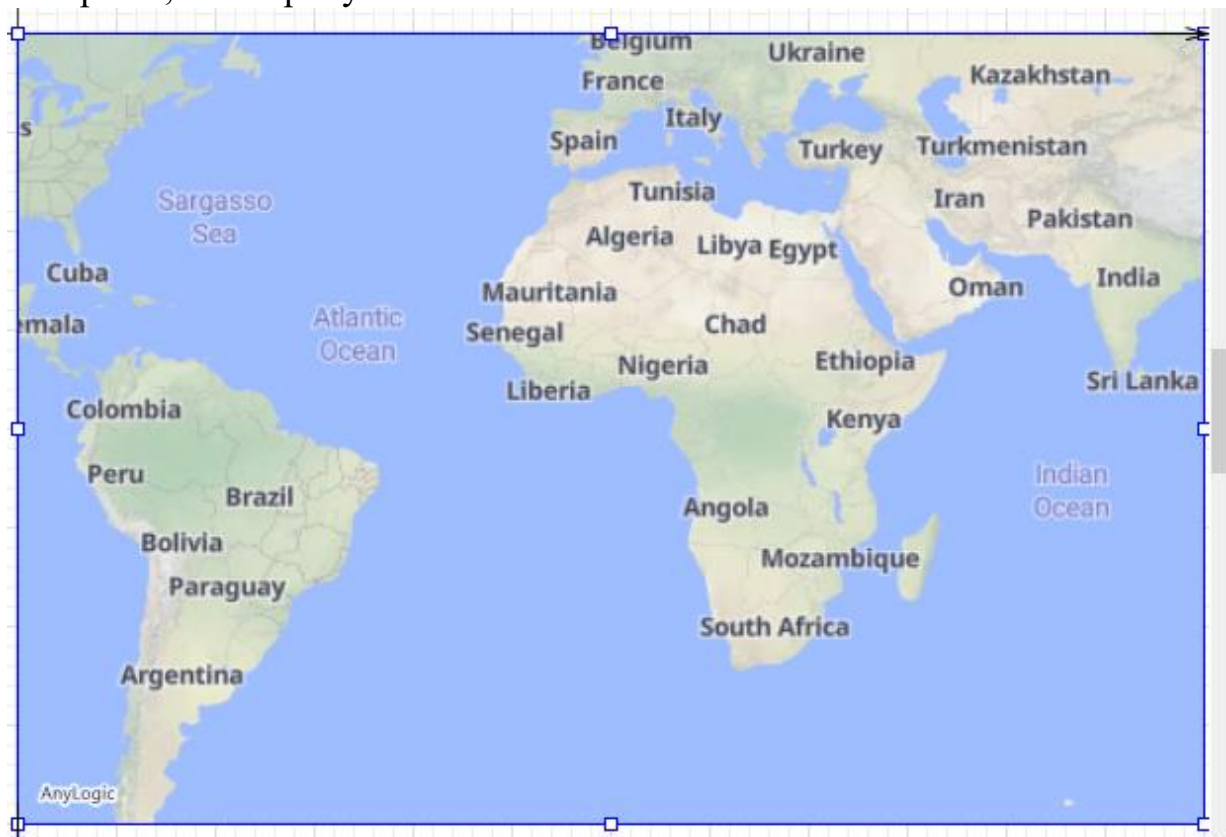 Belgium
Ukraine
France
Kazakhstan
s
Italy
Spain
Turkey
Turkmenistan
Tunisia
Sargasso
Sea
Iran
Pakistan
Algeria
Libya
Egypt
Cuba
India
Mauritania
Oman
emala
Atlantic
Ocean
Senegal
Chad
Nigeria
Ethiopia
Liberia
Sri Lanka
Colombia
Kenya
Peru
Brazil
Indian
Ocean
Angola
Bolivia
Mozambique
Paraguay
South Africa
Argentina
AnyLogic